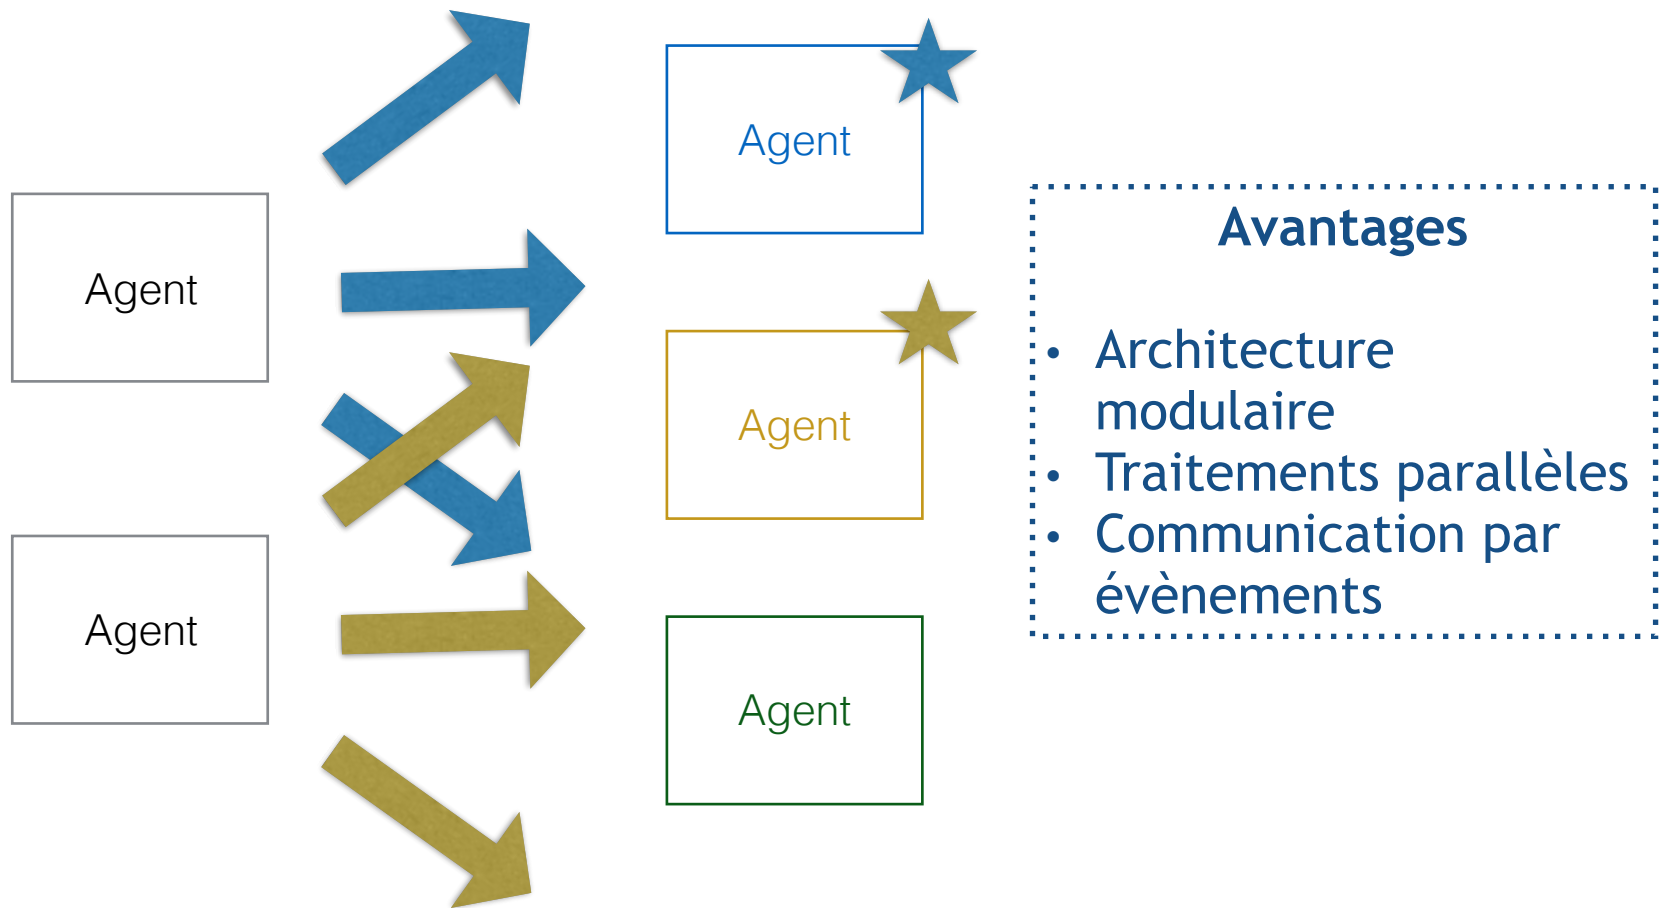 Agent
Agent
Agent
Agent
Agent
Avantages
• Architecture
modulaire
• Traitements parallèles
• Communication par
évènements